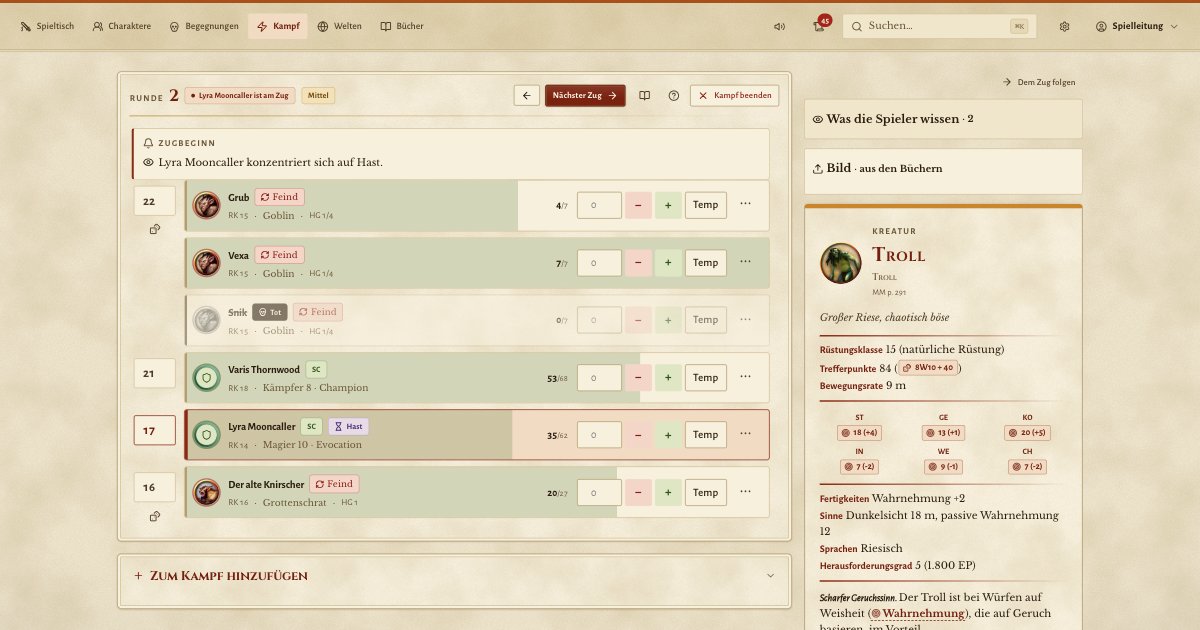 Spieltisch
Charaktere
Begegnungen
Kampf
Welten
Bücher
45
Suchen...
⌘K
Spielleitung
RUNDE 2
Lyra Mooncaller ist am Zug
Mittel
Nächster Zug
Kampf beenden
ZUGBEGINN
Lyra Mooncaller konzentriert sich auf Hast.
22
Grub Feind
RK 15 · Goblin · HG 1/4
4/7 0 − + Temp ...
Vexa Feind
RK 15 · Goblin · HG 1/4
7/7 0 − + Temp ...
Snik Tot Feind
RK 15 · Goblin · HG 1/4
0/7 0 − + Temp ...
21
Varis Thornwood SC
RK 18 · Kämpfer 8 · Champion
53/68 0 − + Temp ...
17
Lyra Mooncaller SC Hast
RK 14 · Magier 10 · Evocation
35/62 0 − + Temp ...
16
Der alte Knirscher Feind
RK 16 · Grottenschrat · HG 1
20/27 0 − + Temp ...
+ ZUM KAMPF HINZUFÜGEN
Dem Zug folgen
Was die Spieler wissen · 2
Bild · aus den Büchern
KREATUR
TROLL
TROLL
MM p. 291
Großer Riese, chaotisch böse
Rüstungsklasse 15 (natürliche Rüstung)
Trefferpunkte 84 (8W10 + 40)
Bewegungsrate 9 m
ST GE KO
18 (+4) 13 (+1) 20 (+5)
IN WE CH
7 (-2) 9 (-1) 7 (-2)
Fertigkeiten Wahrnehmung +2
Sinne Dunkelsicht 18 m, passive Wahrnehmung
12
Sprachen Riesisch
Herausforderungsgrad 5 (1.800 EP)
Scharfer Geruchssinn. Der Troll ist bei Würfen auf
Weisheit (Wahrnehmung), die auf Geruch
basieren, im Vorteil.